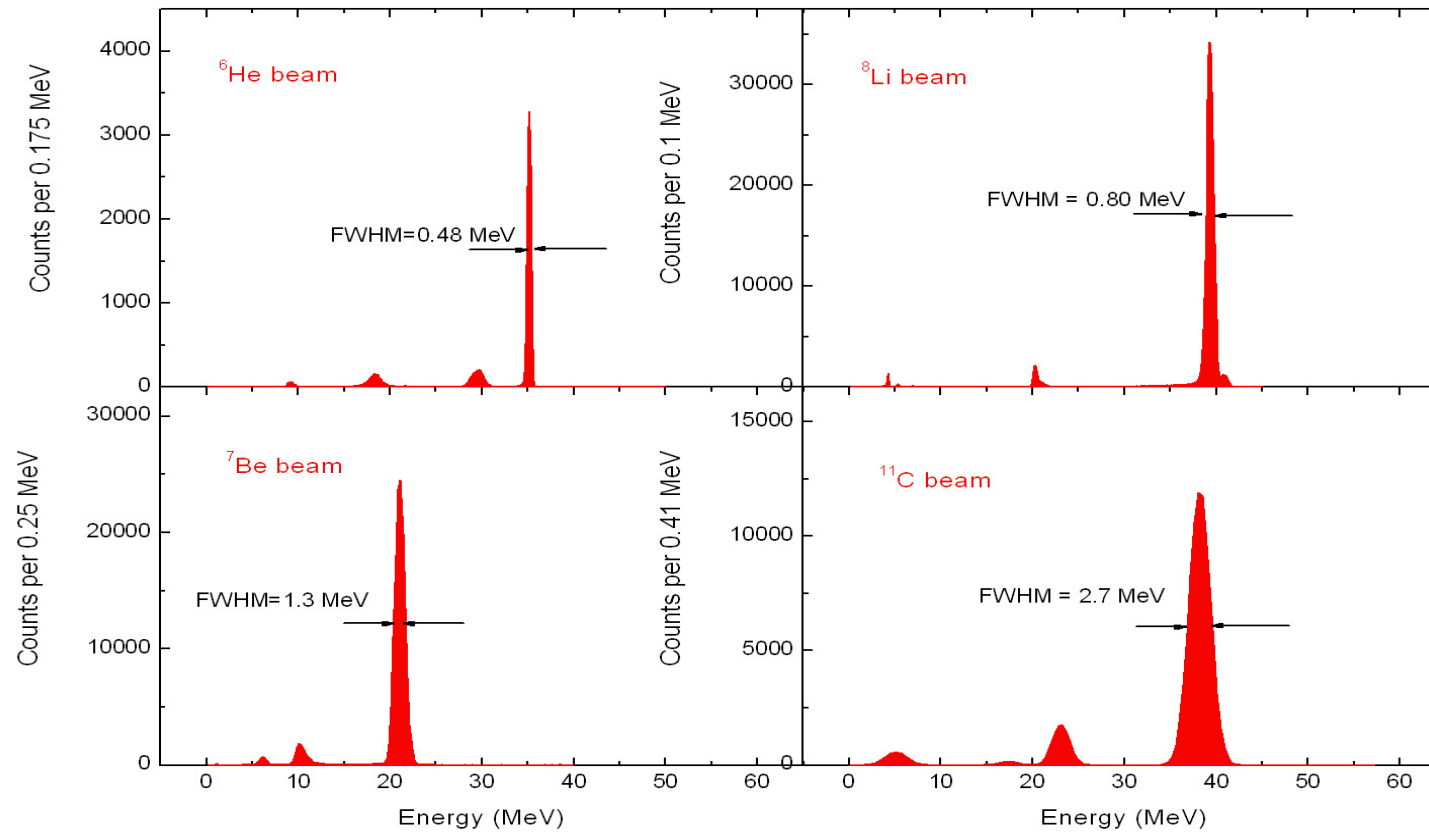 4000
3000
2000
1000
0
Counts per 0.175 MeV
⁶He beam
FWHM=0.48 MeV
30000
20000
10000
0
Counts per 0.1 MeV
⁸Li beam
FWHM = 0.80 MeV
30000
20000
10000
0
Counts per 0.25 MeV
⁷Be beam
FWHM=1.3 MeV
0 10 20 30 40 50 60
Energy (MeV)
15000
10000
5000
0
Counts per 0.41 MeV
¹¹C beam
FWHM = 2.7 MeV
0 10 20 30 40 50 60
Energy (MeV)